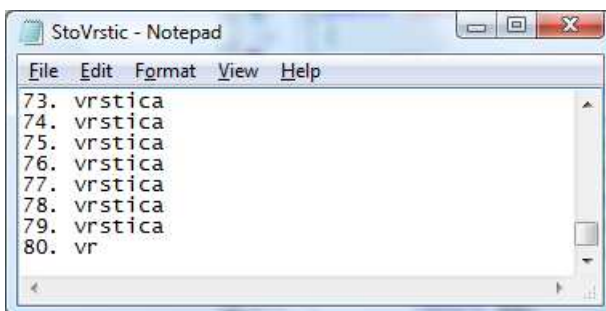 StoVrstic - Notepad
File Edit Format View Help
73. vrstica
74. vrstica
75. vrstica
76. vrstica
77. vrstica
78. vrstica
79. vrstica
80. vr